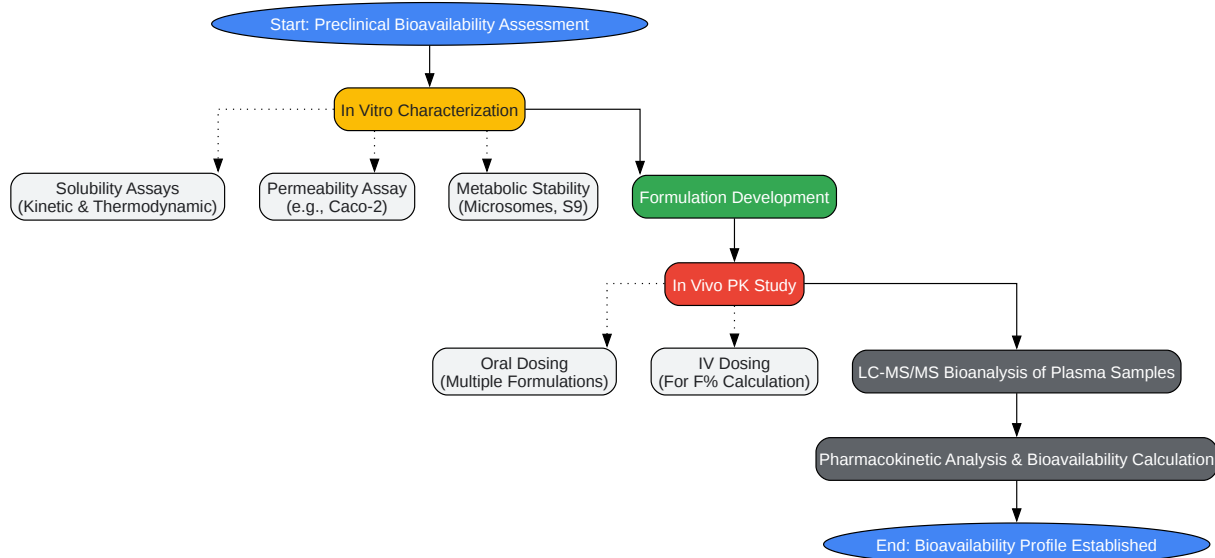 Start: Preclinical Bioavailability Assessment
In Vitro Characterization
Solubility Assays
(Kinetic & Thermodynamic)
Permeability Assay
(e.g., Caco-2)
Metabolic Stability
(Microsomes, S9)
Formulation Development
In Vivo PK Study
Oral Dosing
(Multiple Formulations)
IV Dosing
(For F% Calculation)
LC-MS/MS Bioanalysis of Plasma Samples
Pharmacokinetic Analysis & Bioavailability Calculation
End: Bioavailability Profile Established